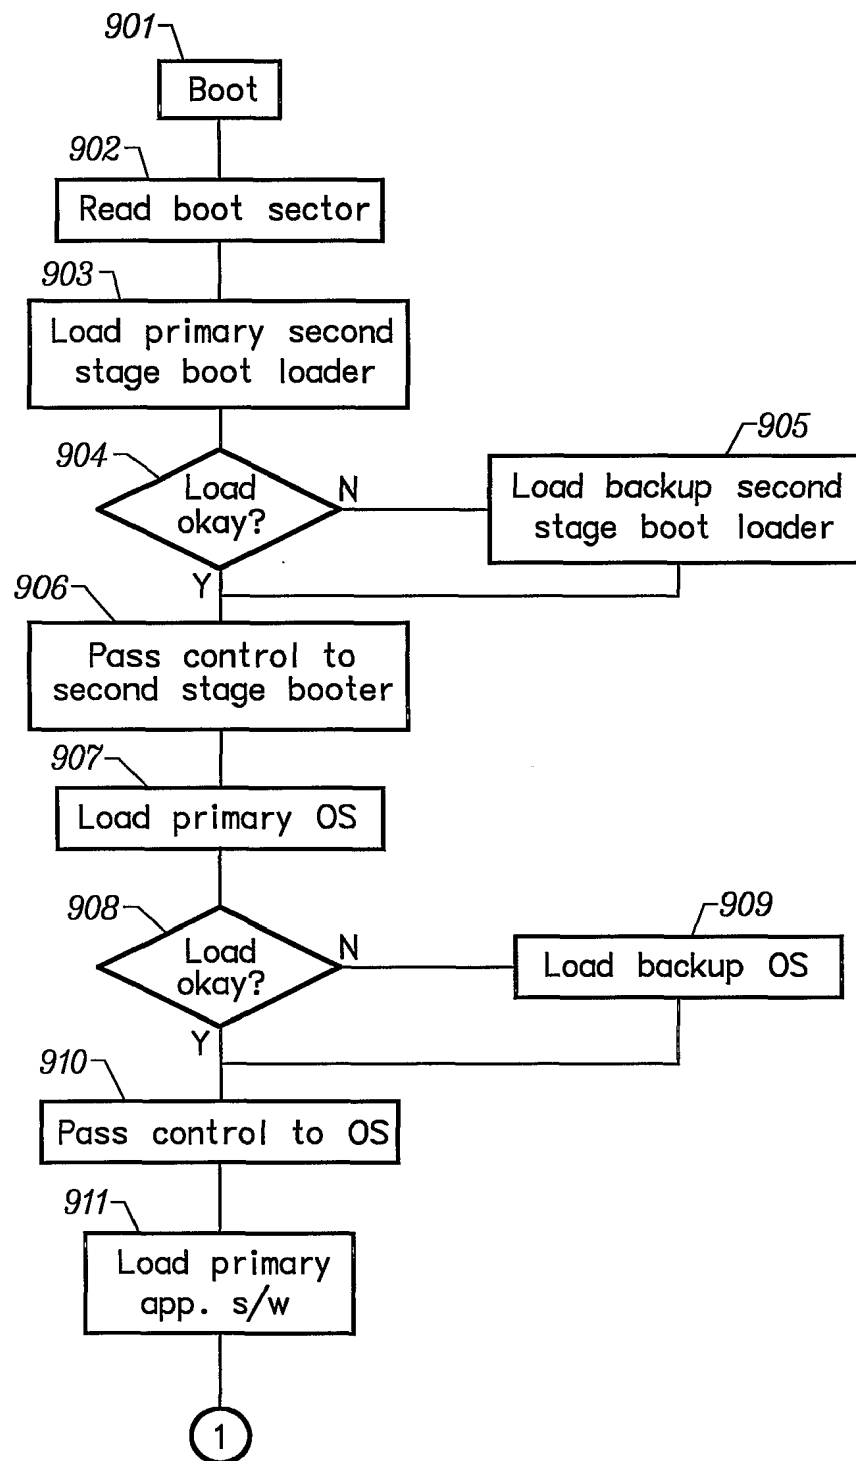 901
Boot
902
Read boot sector
903
Load primary second
stage boot loader
904
Load
okay?
N
905
Load backup second
stage boot loader
Y
906
Pass control to
second stage booter
907
Load primary OS
908
Load
okay?
N
909
Load backup OS
Y
910
Pass control to OS
911
Load primary
app. s/w
1